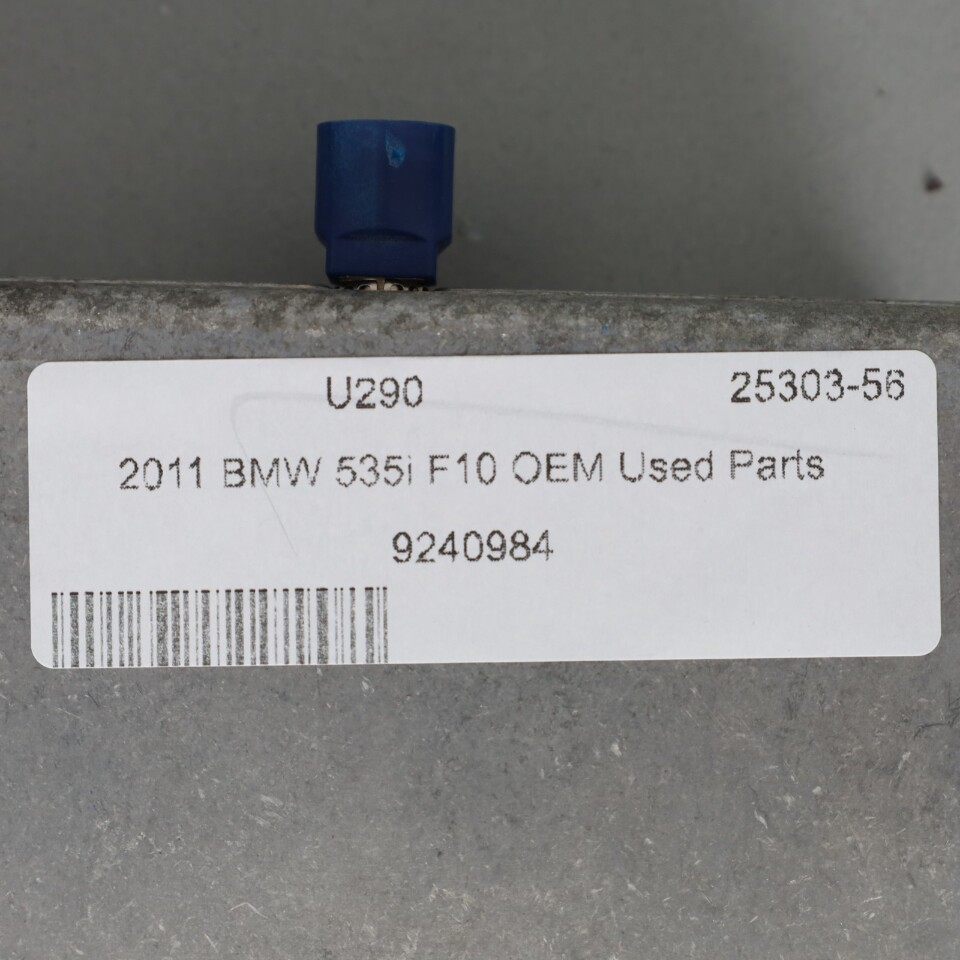 U290 25303-56
2011 BMW 535i F10 OEM Used Parts
9240984